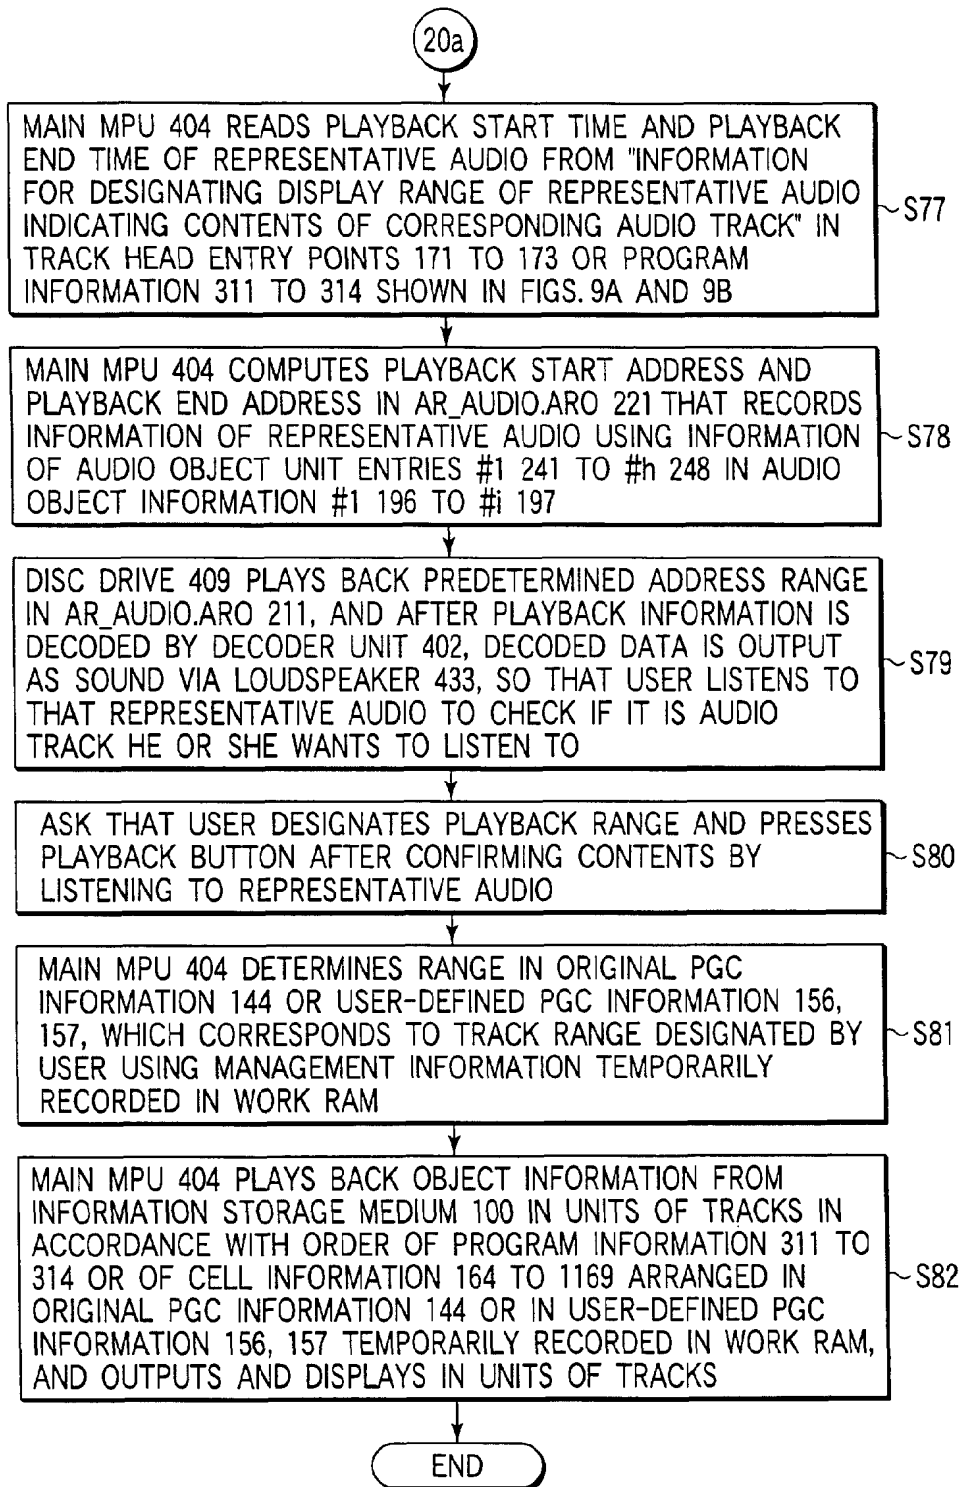 20a
MAIN MPU 404 READS PLAYBACK START TIME AND PLAYBACK
END TIME OF REPRESENTATIVE AUDIO FROM "INFORMATION
FOR DESIGNATING DISPLAY RANGE OF REPRESENTATIVE AUDIO
INDICATING CONTENTS OF CORRESPONDING AUDIO TRACK" IN
TRACK HEAD ENTRY POINTS 171 TO 173 OR PROGRAM
INFORMATION 311 TO 314 SHOWN IN FIGS. 9A AND 9B
S77
MAIN MPU 404 COMPUTES PLAYBACK START ADDRESS AND
PLAYBACK END ADDRESS IN AR_AUDIO.ARO 221 THAT RECORDS
INFORMATION OF REPRESENTATIVE AUDIO USING INFORMATION
OF AUDIO OBJECT UNIT ENTRIES #1 241 TO #h 248 IN AUDIO
OBJECT INFORMATION #1 196 TO #i 197
S78
DISC DRIVE 409 PLAYS BACK PREDETERMINED ADDRESS RANGE
IN AR_AUDIO.ARO 211, AND AFTER PLAYBACK INFORMATION IS
DECODED BY DECODER UNIT 402, DECODED DATA IS OUTPUT
AS SOUND VIA LOUDSPEAKER 433, SO THAT USER LISTENS TO
THAT REPRESENTATIVE AUDIO TO CHECK IF IT IS AUDIO
TRACK HE OR SHE WANTS TO LISTEN TO
S79
ASK THAT USER DESIGNATES PLAYBACK RANGE AND PRESSES
PLAYBACK BUTTON AFTER CONFIRMING CONTENTS BY
LISTENING TO REPRESENTATIVE AUDIO
S80
MAIN MPU 404 DETERMINES RANGE IN ORIGINAL PGC
INFORMATION 144 OR USER-DEFINED PGC INFORMATION 156,
157, WHICH CORRESPONDS TO TRACK RANGE DESIGNATED BY
USER USING MANAGEMENT INFORMATION TEMPORARILY
RECORDED IN WORK RAM
S81
MAIN MPU 404 PLAYS BACK OBJECT INFORMATION FROM
INFORMATION STORAGE MEDIUM 100 IN UNITS OF TRACKS IN
ACCORDANCE WITH ORDER OF PROGRAM INFORMATION 311 TO
314 OR OF CELL INFORMATION 164 TO 1169 ARRANGED IN
ORIGINAL PGC INFORMATION 144 OR IN USER-DEFINED PGC
INFORMATION 156, 157 TEMPORARILY RECORDED IN WORK RAM,
AND OUTPUTS AND DISPLAYS IN UNITS OF TRACKS
S82
END